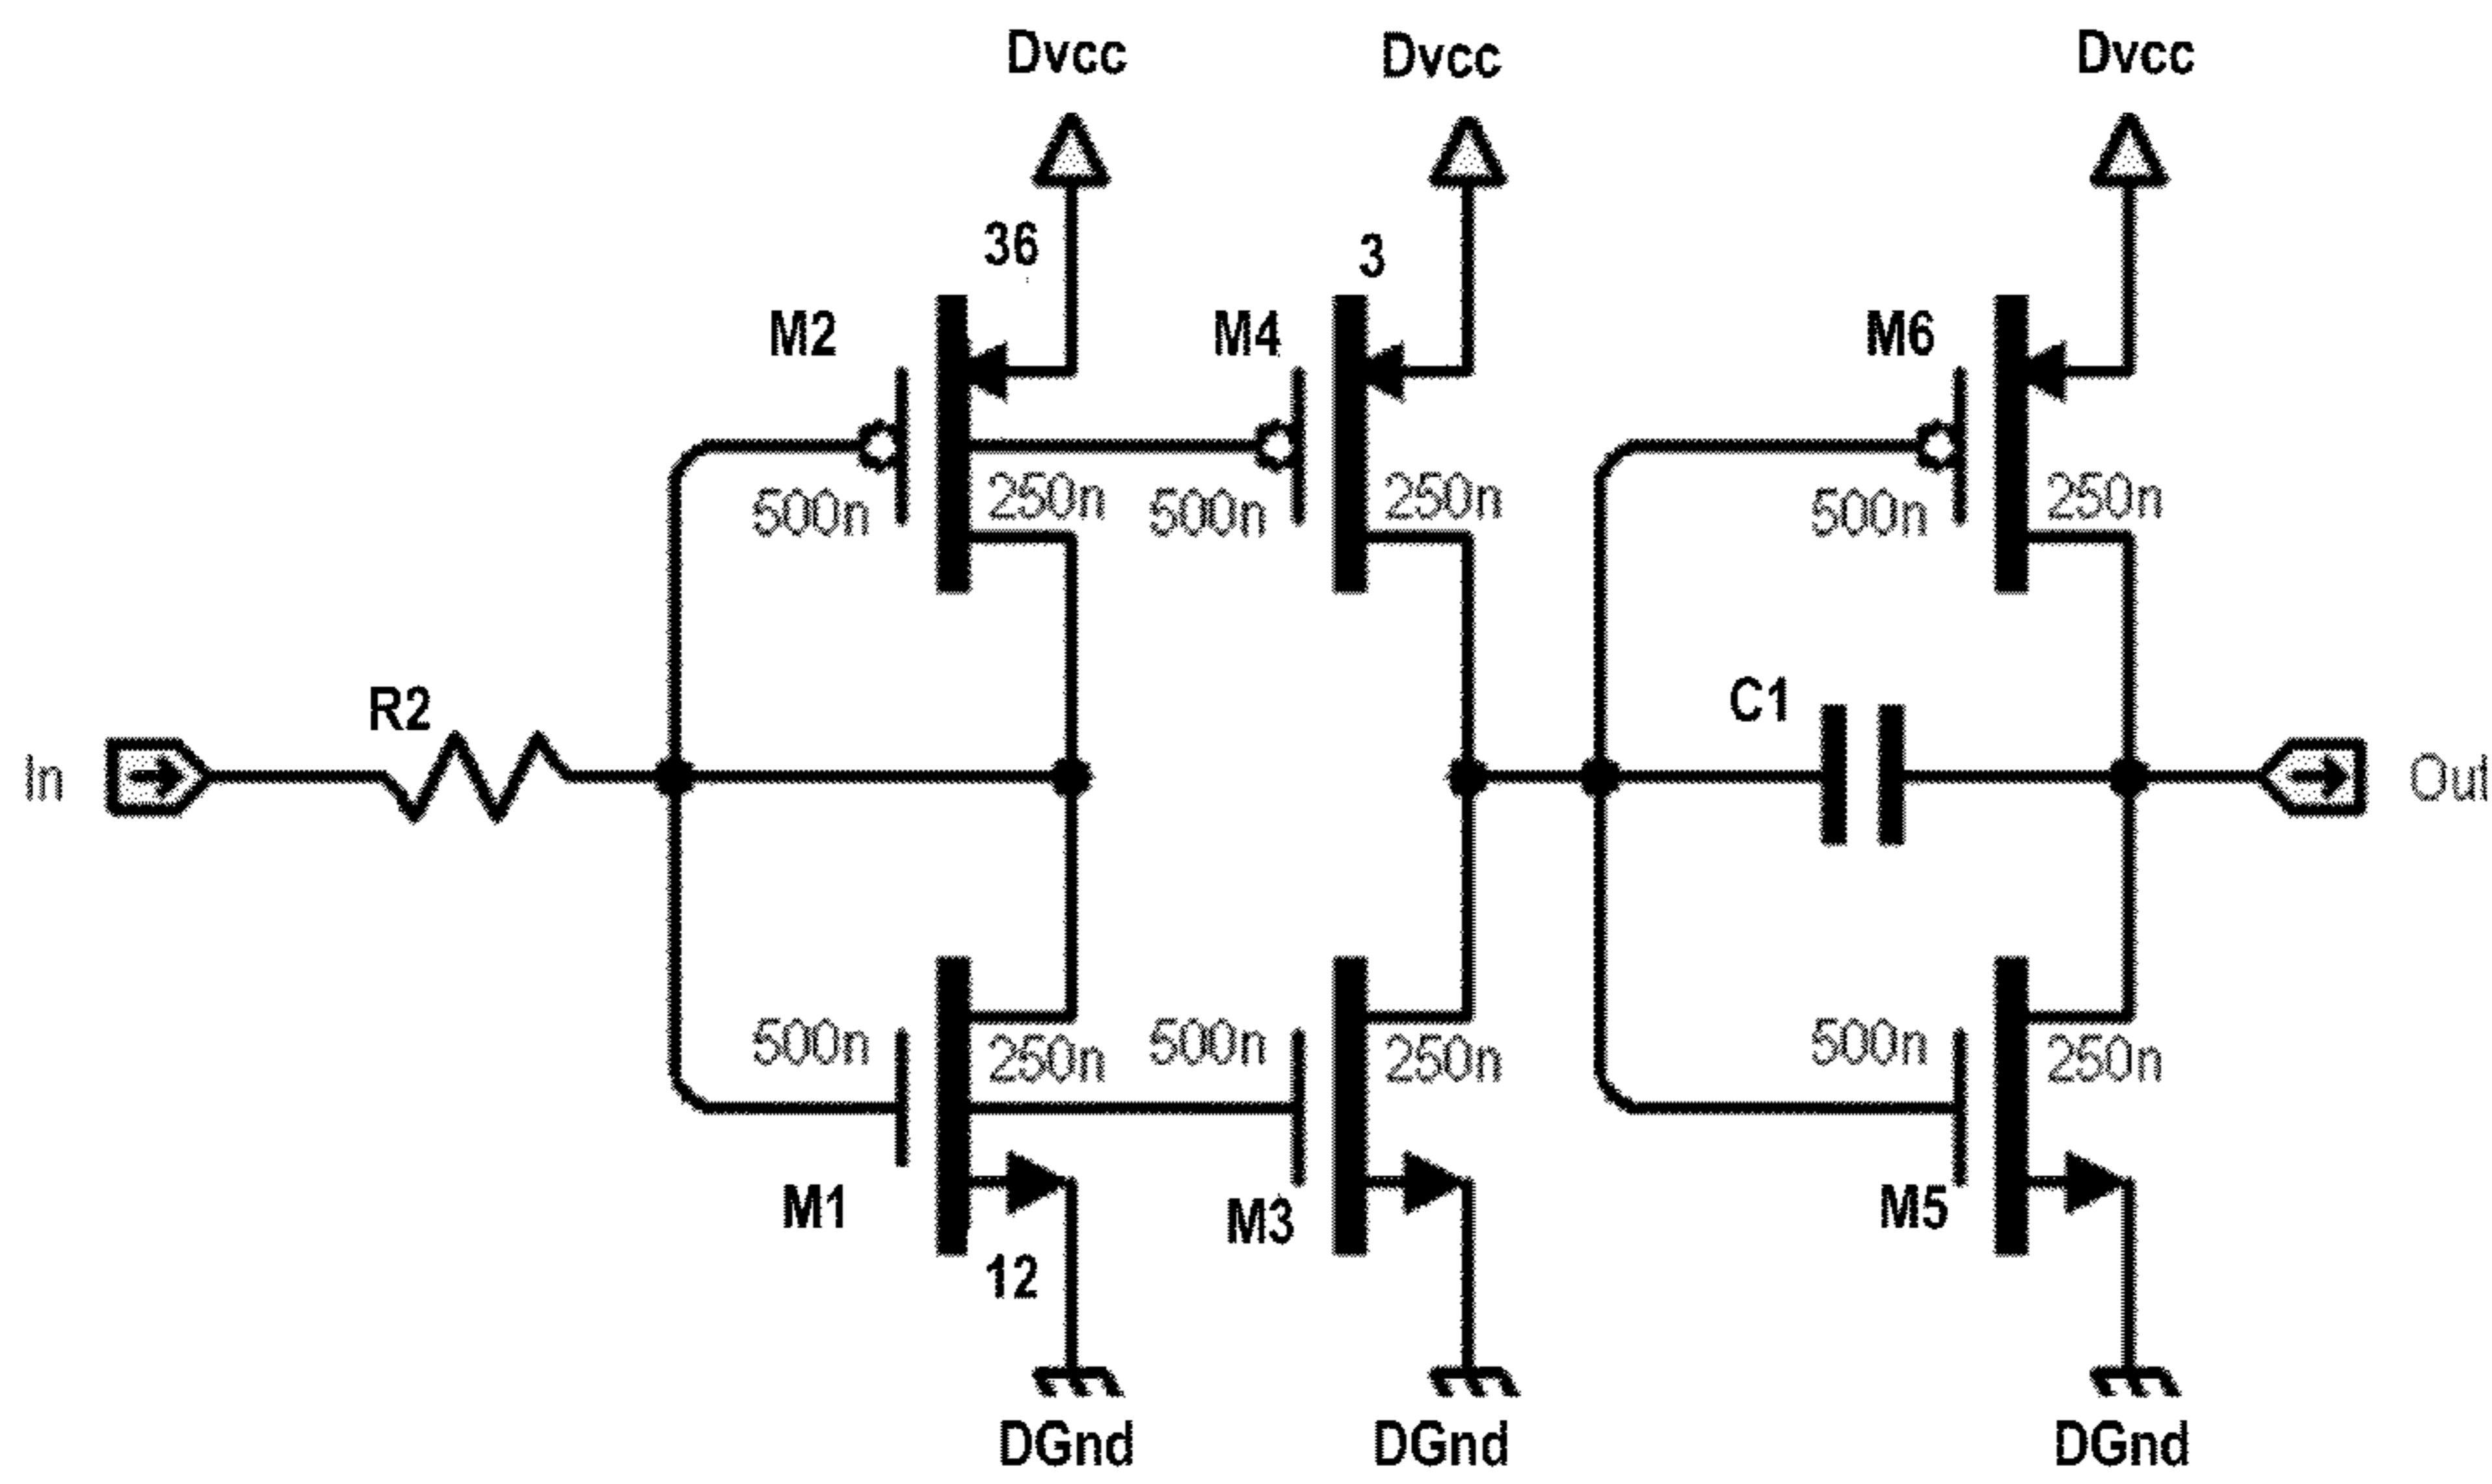 Dvcc Dvcc Dvcc
36 3
M2 M4 M6
500n 250n 500n 250n 500n 250n
R2 C1
In Out
500n 250n 500n 250n 500n 250n
M1 M3 M5
12
DGnd DGnd DGnd